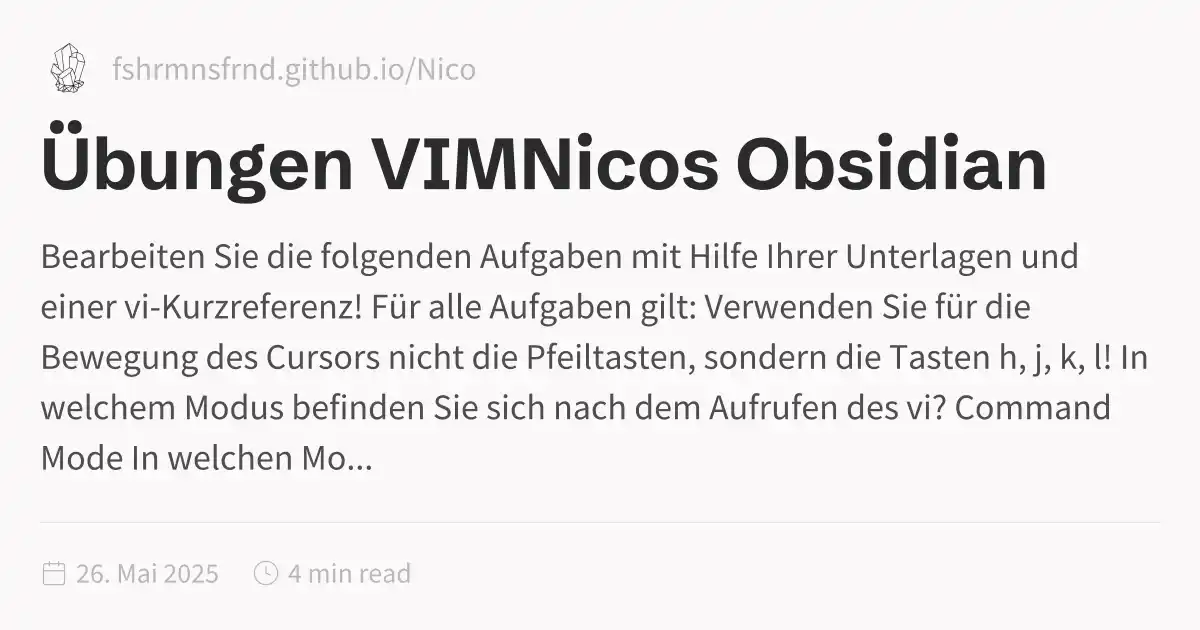 fshrmnsfrnd.github.io/Nico
Übungen VIMNicos Obsidian
Bearbeiten Sie die folgenden Aufgaben mit Hilfe Ihrer Unterlagen und
einer vi-Kurzreferenz! Für alle Aufgaben gilt: Verwenden Sie für die
Bewegung des Cursors nicht die Pfeiltasten, sondern die Tasten h, j, k, l! In
welchem Modus befinden Sie sich nach dem Aufrufen des vi? Command
Mode In welchen Mo...
26. Mai 2025 4 min read